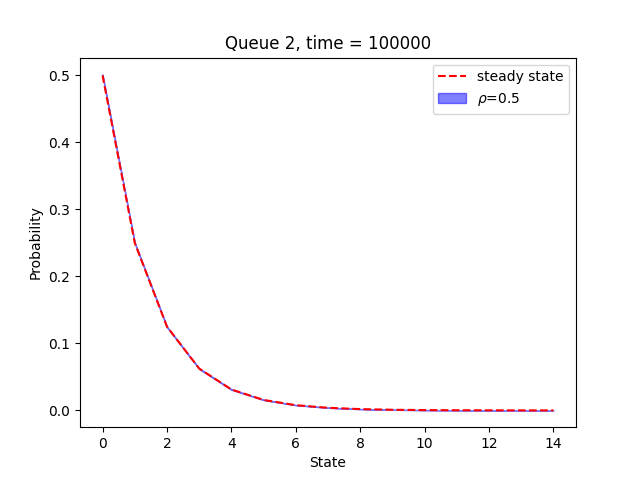 Queue 2, time = 100000
steady state
ρ=0.5
Probability
0.5
0.4
0.3
0.2
0.1
0.0
0 2 4 6 8 10 12 14
State